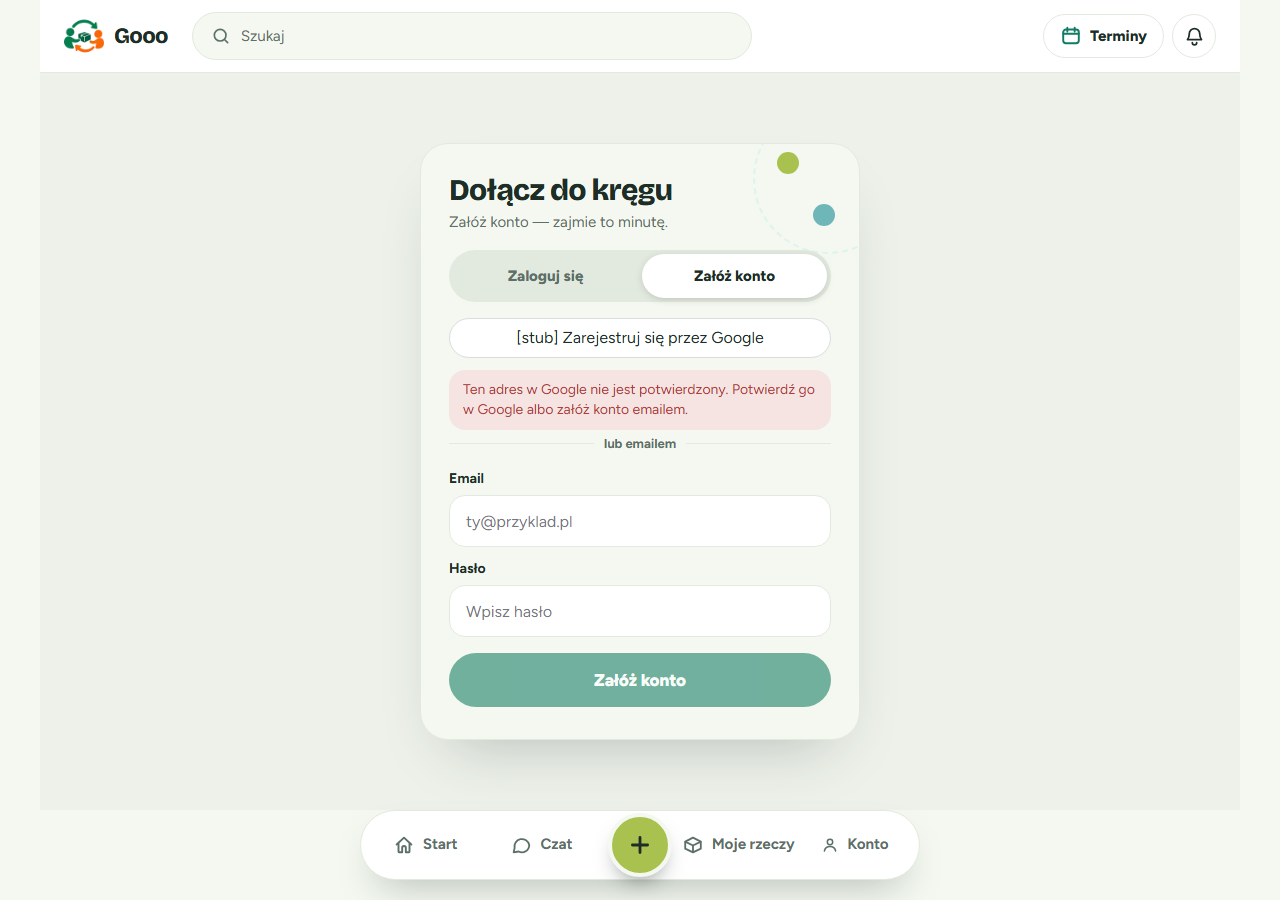 Gooo
Szukaj
Terminy
Dołącz do kręgu
Załóż konto — zajmie to minutę.
Zaloguj się
Załóż konto
[stub] Zarejestruj się przez Google
Ten adres w Google nie jest potwierdzony. Potwierdź go
w Google albo załóż konto emailem.
lub emailem
Email
ty@przyklad.pl
Hasło
Wpisz hasło
Załóż konto
Start
Czat
Moje rzeczy
Konto